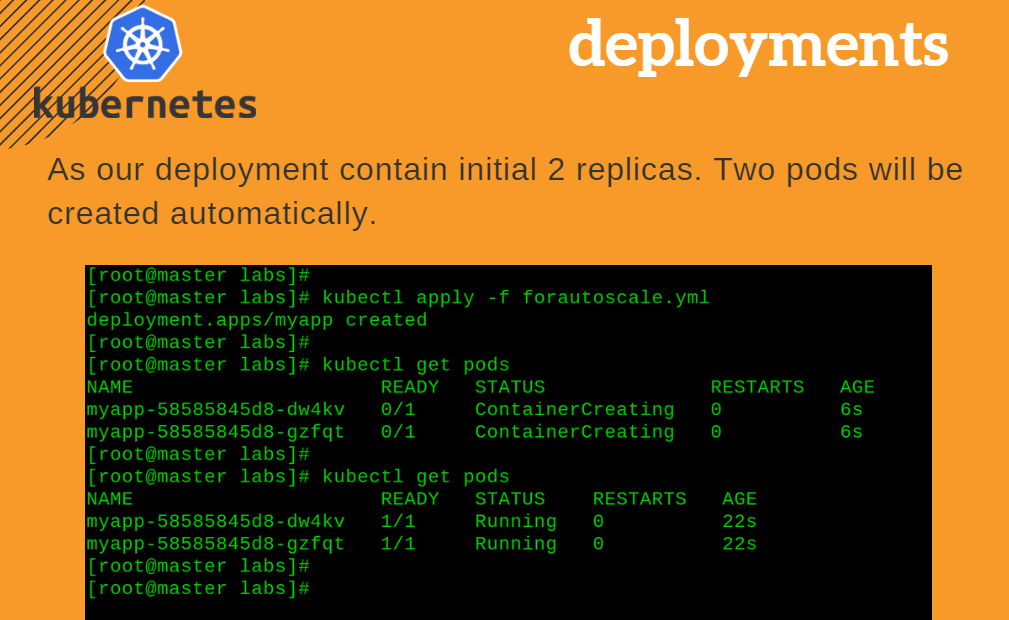 kubernetes
deployments
As our deployment contain initial 2 replicas. Two pods will be
created automatically.
[root@master labs]#
[root@master labs]# kubectl apply -f forautoscale.yml
deployment.apps/myapp created
[root@master labs]#
[root@master labs]# kubectl get pods
NAME READY STATUS RESTARTS AGE
myapp-58585845d8-dw4kv 0/1 ContainerCreating 0 6s
myapp-58585845d8-gzfqt 0/1 ContainerCreating 0 6s
[root@master labs]#
[root@master labs]# kubectl get pods
NAME READY STATUS RESTARTS AGE
myapp-58585845d8-dw4kv 1/1 Running 0 22s
myapp-58585845d8-gzfqt 1/1 Running 0 22s
[root@master labs]#
[root@master labs]#